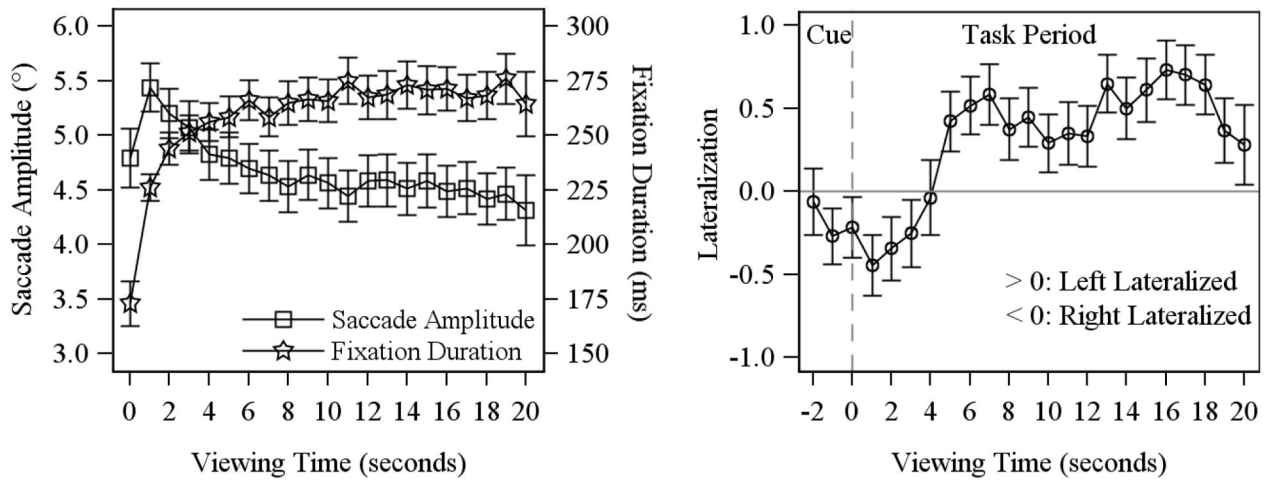 6.0
5.5
5.0
4.5
4.0
3.5
3.0
Saccade Amplitude (°)
300
275
250
225
200
175
150
Fixation Duration (ms)
Saccade Amplitude
Fixation Duration
0 2 4 6 8 10 12 14 16 18 20
Viewing Time (seconds)
1.0
0.5
0.0
-0.5
-1.0
Lateralization
Cue
Task Period
> 0: Left Lateralized
< 0: Right Lateralized
-2 0 2 4 6 8 10 12 14 16 18 20
Viewing Time (seconds)